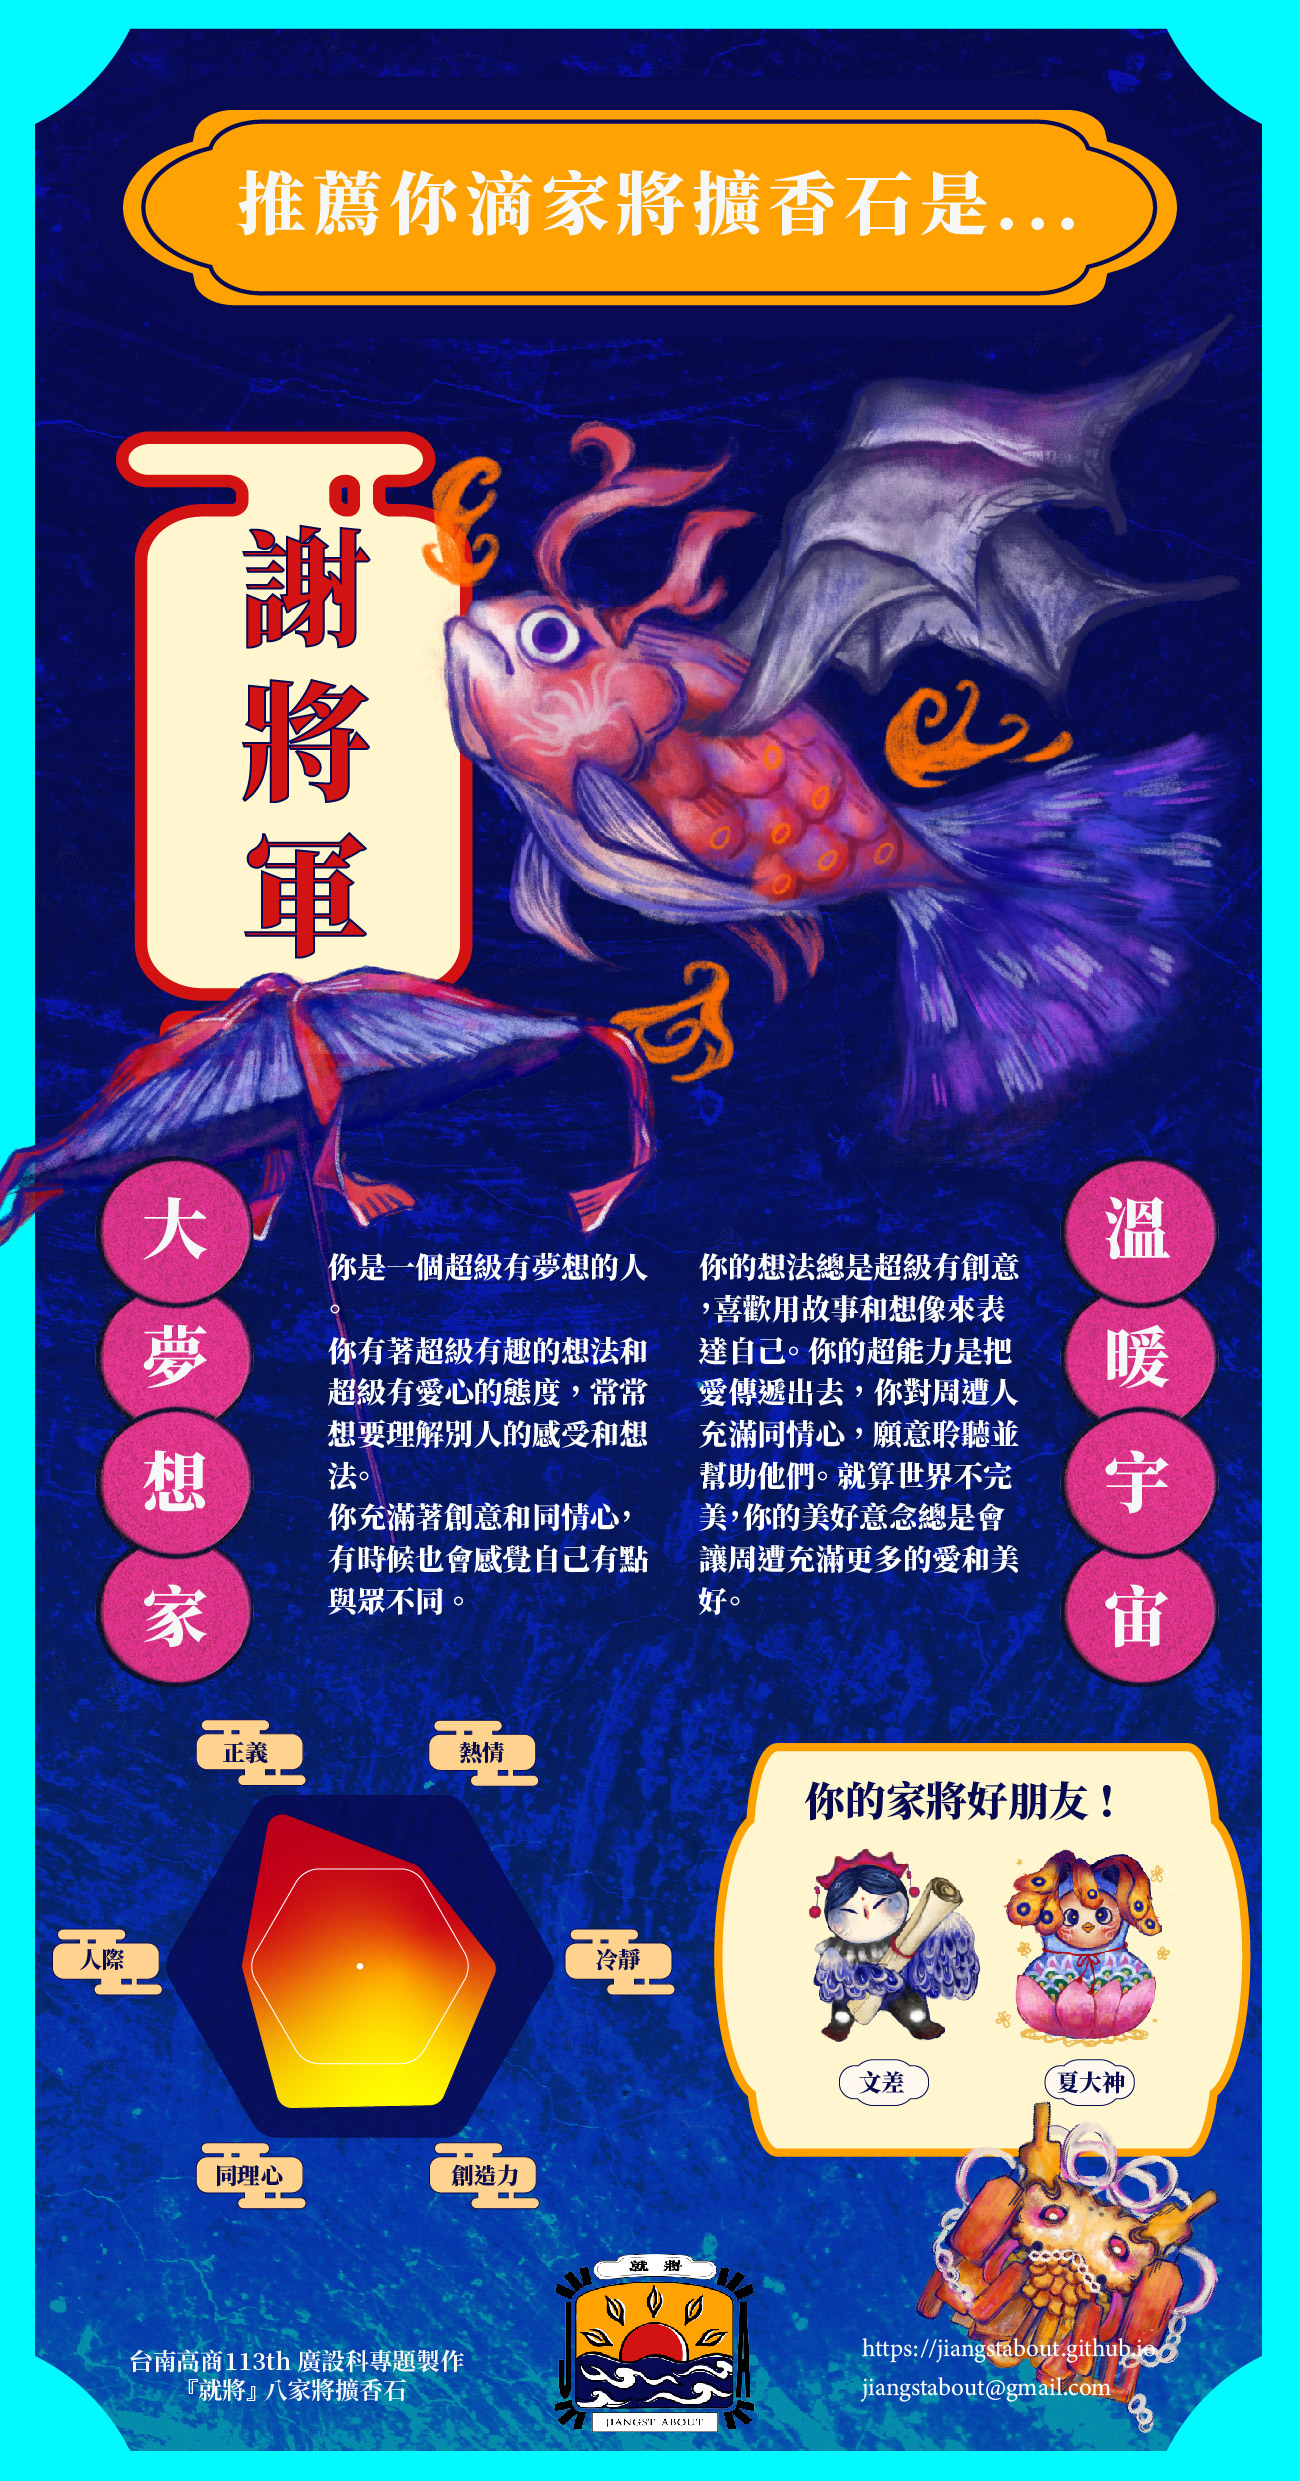 推薦你滴家將擴香石是...
謝將軍
大夢想家
你是一個超級有夢想的人
。
你有著超級有趣的想法和
超級有愛心的態度，常常
想要理解別人的感受和想
法。
你充滿著創意和同情心，
有時候也會感覺自己有點
與眾不同。
你的想法總是超級有創意
，喜歡用故事和想像來表
達自己。你的超能力是把
愛傳遞出去，你對周遭人
充滿同情心，願意聆聽並
幫助他們。就算世界不完
美，你的美好意念總是會
讓周遭充滿更多的愛和美
好。
溫暖宇宙
正義
熱情
人際
冷靜
同理心
創造力
你的家將好朋友！
文差
夏大神
台南高商113th 廣設科專題製作
『就將』八家將擴香石
就將
JIANGST ABOUT
https://jiangstabout.github.io
jiangstabout@gmail.com